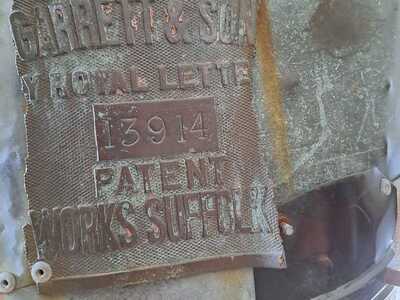 GARRETT & SON
Y ROYAL LETTE
13914
PATENT
WORKS SUFFOLK